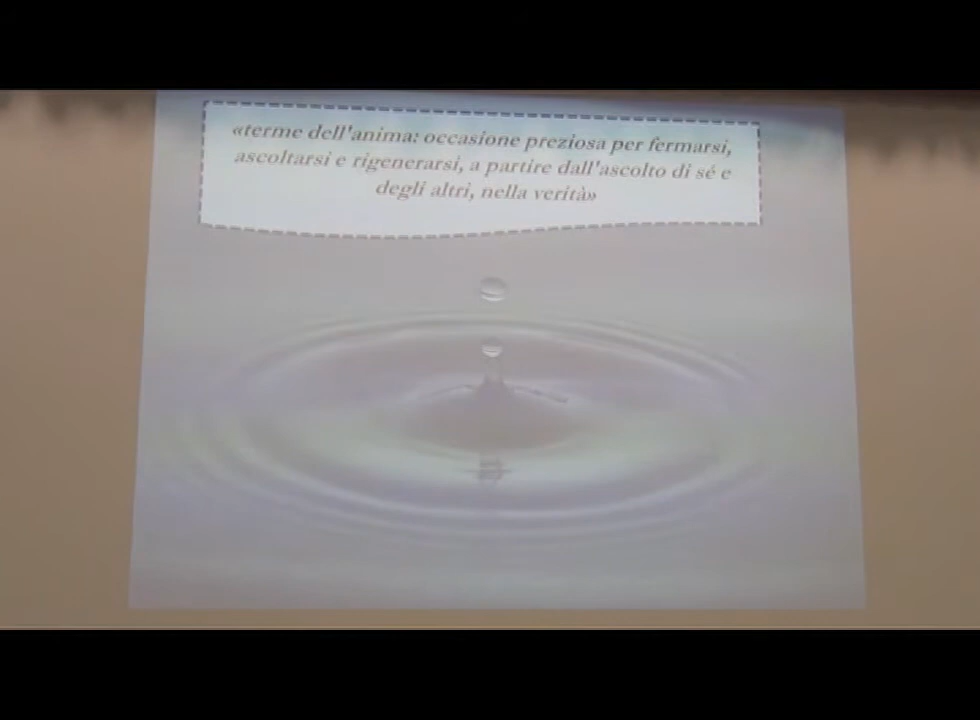 «terme dell'anima: occasione preziosa per fermarsi,
ascoltarsi e rigenerarsi, a partire dall'ascolto di sé e
degli altri, nella verità»